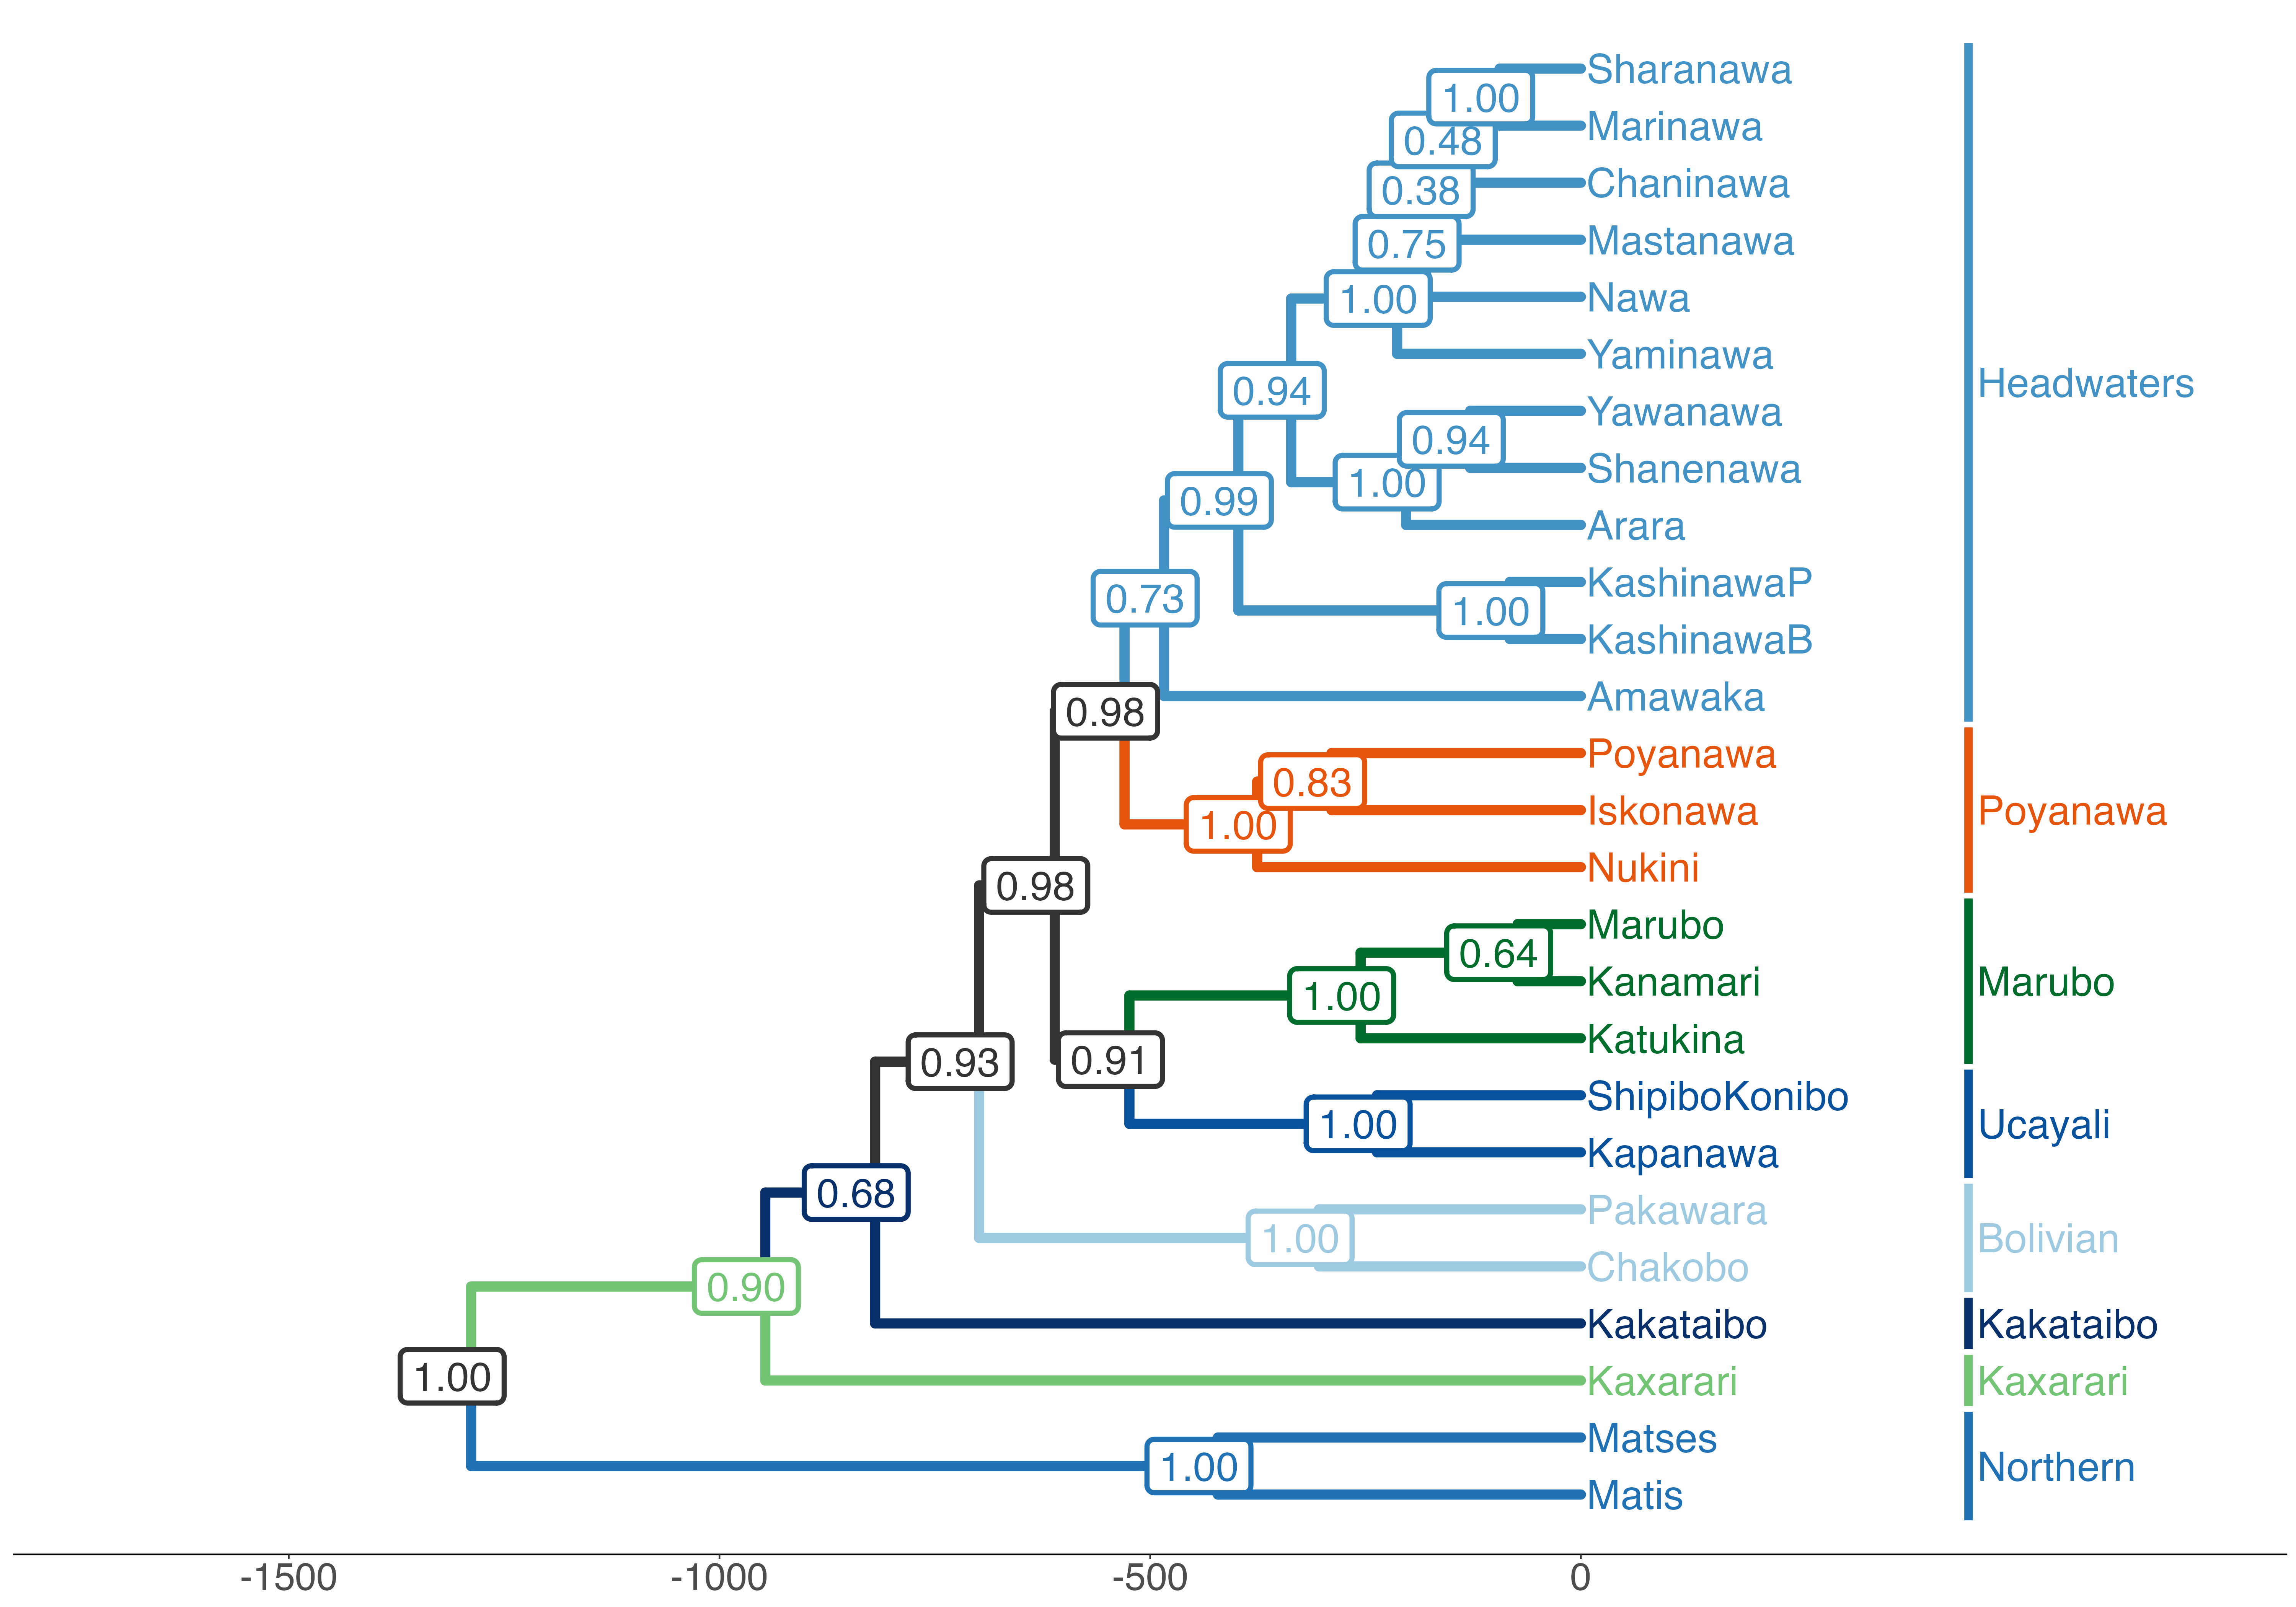 Sharanawa
1.00
Marinawa
0.48
Chaninawa
0.38
Mastanawa
0.75
Nawa
1.00
Yaminawa
Headwaters
0.94
Yawanawa
0.94
Shanenawa
1.00
0.99
Arara
KashinawaP
0.73
1.00
KashinawaB
Amawaka
0.98
Poyanawa
0.83
Iskonawa
Poyanawa
1.00
Nukini
0.98
Marubo
0.64
Kanamari
Marubo
1.00
Katukina
0.93
0.91
ShipiboKonibo
1.00
Ucayali
Kapanawa
0.68
Pakawara
1.00
Bolivian
Chakobo
0.90
Kakataibo
Kakataibo
1.00
Kaxarari
Kaxarari
Matses
1.00
Northern
Matis
-1500 -1000 -500 0